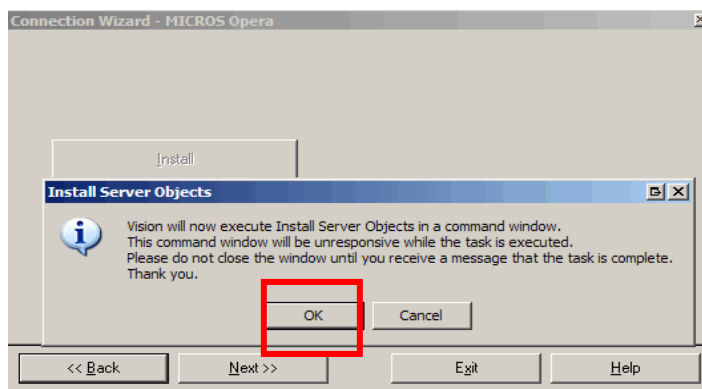 Connection Wizard - MICROS Opera
Install
Install Server Objects
Vision will now execute Install Server Objects in a command window.
This command window will be unresponsive while the task is executed.
Please do not close the window until you receive a message that the task is complete.
Thank you.
OK Cancel
<< Back Next >> Exit Help